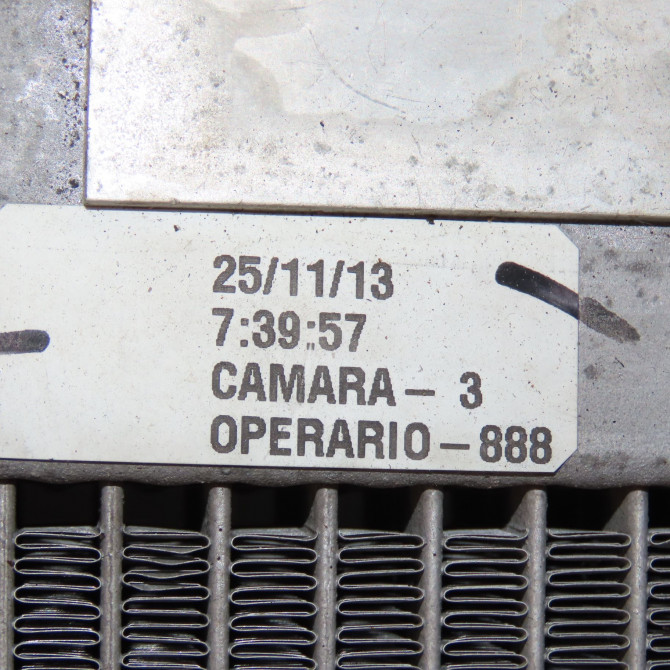 25/11/13
7:39:57
CAMARA - 3
OPERARIO - 888